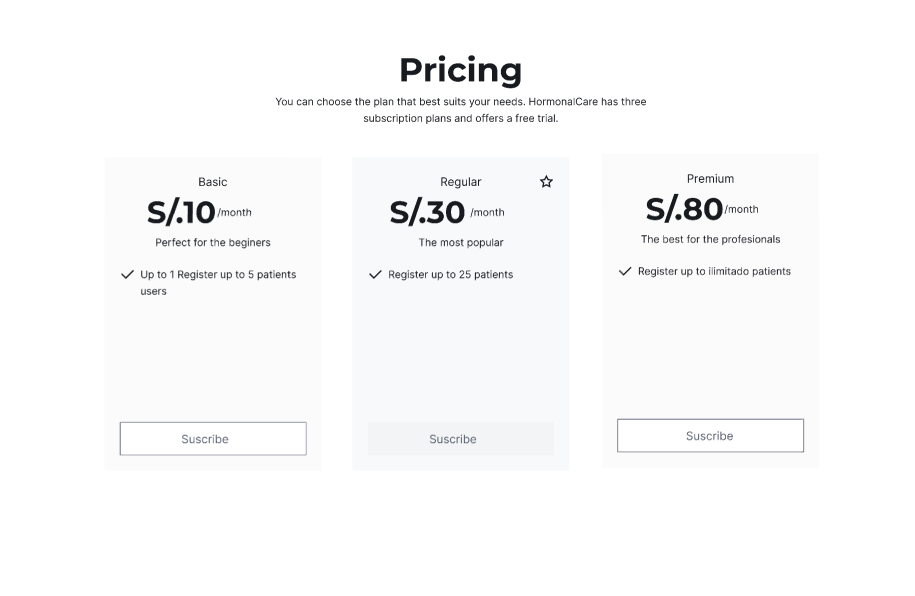 Pricing
You can choose the plan that best suits your needs. HormonalCare has three
subscription plans and offers a free trial.
Basic
S/.10 /month
Perfect for the beginers
Up to 1 Register up to 5 patients
users
Suscribe
Regular
S/.30 /month
The most popular
Register up to 25 patients
Suscribe
Premium
S/.80 /month
The best for the profesionals
Register up to ilimitado patients
Suscribe